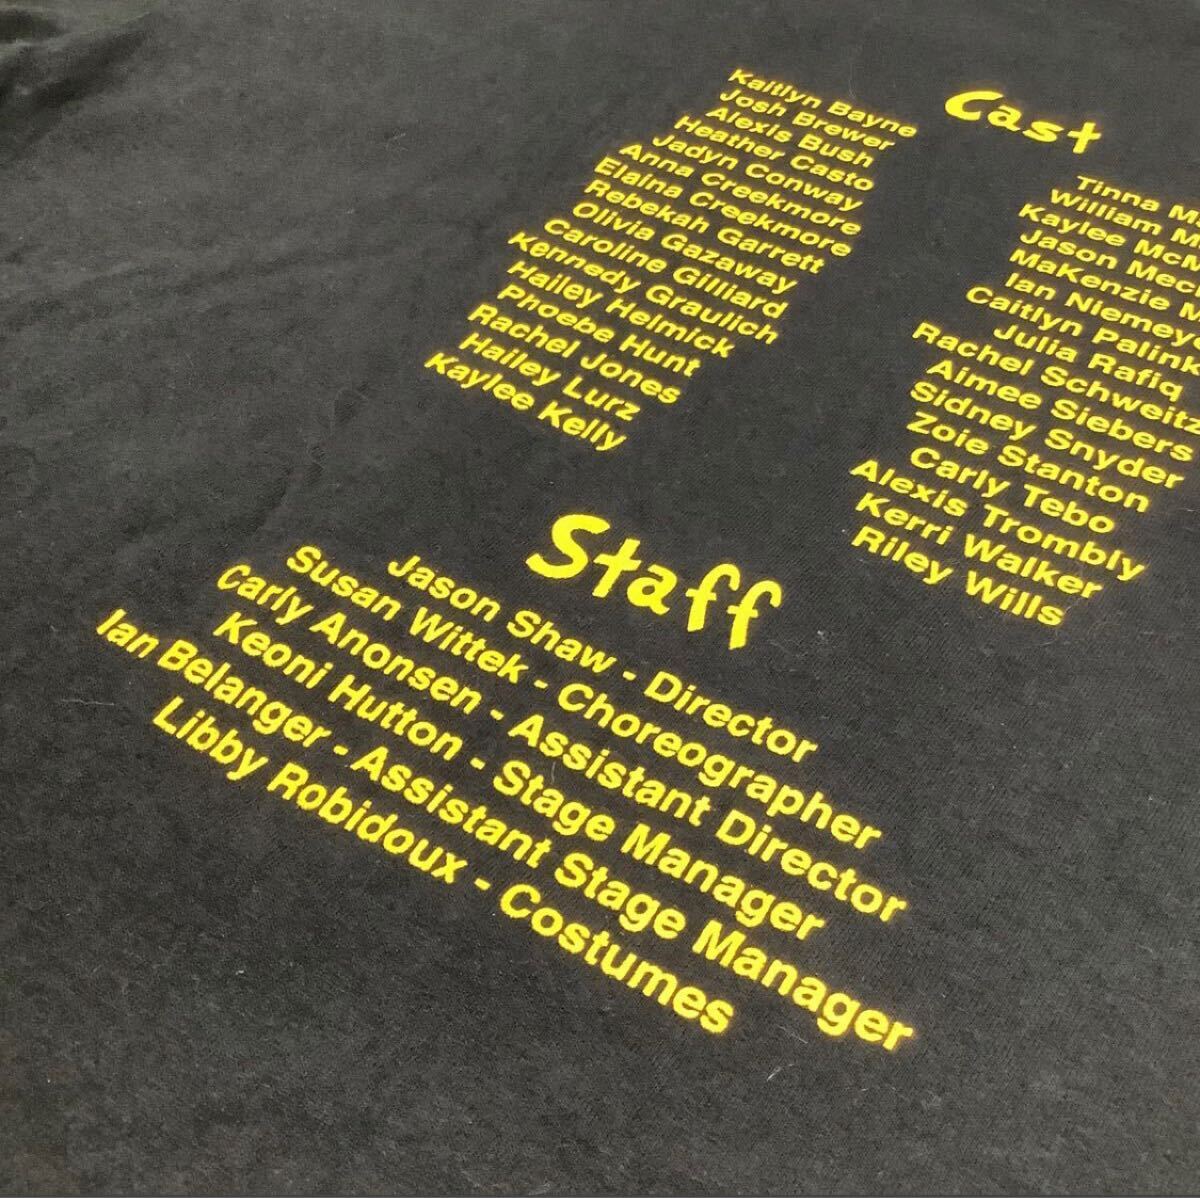 Cast
Kaitlyn Bayne
Josh Brewer
Alexis Bush
Heather Casto
Jadyn Conway
Anna Creekmore
Elaina Creekmore
Rebekah Garrett
Olivia Gazaway
Caroline Gilliard
Kennedy Graulich
Hailey Helmick
Phoebe Hunt
Rachel Jones
Hailey Lurz
Kaylee Kelly
Tinna
William
Kaylee
Jason
MaKenzie
Ian
Caitlyn
Julia Rafiq
Rachel
Aimee Siebers
Sidney Snyder
Zoie Stanton
Carly Tebo
Alexis Trombly
Kerri Walker
Riley Wills
Staff
Jason Shaw - Director
Susan Wittek - Choreographer
Carly Anonsen - Assistant Director
Keoni Hutton - Stage Manager
Ian Belanger - Assistant Stage Manager
Libby Robidoux - Costumes